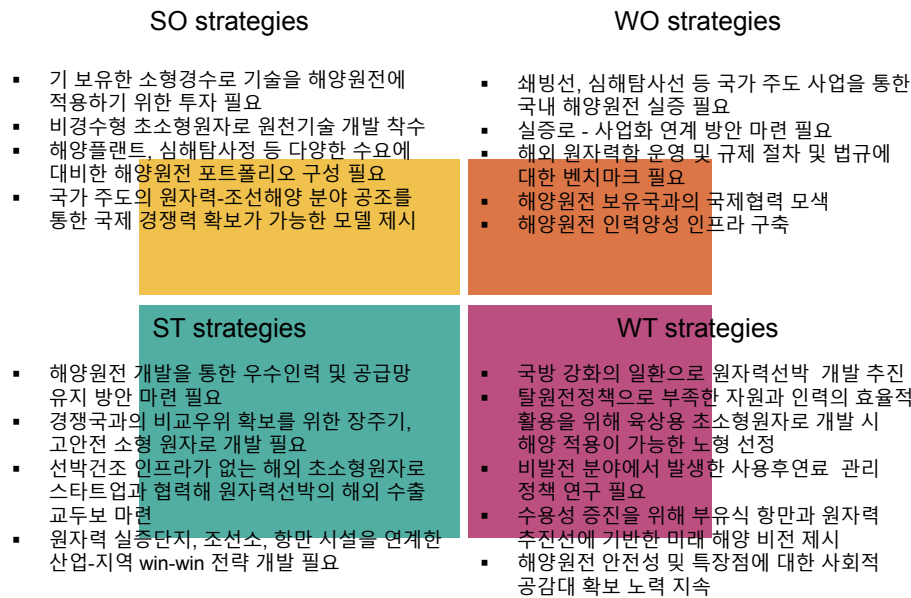 SO strategies
▪ 기 보유한 소형경수로 기술을 해양원전에
적용하기 위한 투자 필요
▪ 비경수형 초소형원자로 원천기술 개발 착수
▪ 해양플랜트, 심해탐사정 등 다양한 수요에
대비한 해양원전 포트폴리오 구성 필요
▪ 국가 주도의 원자력-조선해양 분야 공조를
통한 국제 경쟁력 확보가 가능한 모델 제시
WO strategies
▪ 쇄빙선, 심해탐사선 등 국가 주도 사업을 통한
국내 해양원전 실증 필요
▪ 실증로 - 사업화 연계 방안 마련 필요
▪ 해외 원자력함 운영 및 규제 절차 및 법규에
대한 벤치마크 필요
▪ 해양원전 보유국과의 국제협력 모색
▪ 해양원전 인력양성 인프라 구축
ST strategies
▪ 해양원전 개발을 통한 우수인력 및 공급망
유지 방안 마련 필요
▪ 경쟁국과의 비교우위 확보를 위한 장주기,
고안전 소형 원자로 개발 필요
▪ 선박건조 인프라가 없는 해외 초소형원자로
스타트업과 협력해 원자력선박의 해외 수출
교두보 마련
▪ 원자력 실증단지, 조선소, 항만 시설을 연계한
산업-지역 win-win 전략 개발 필요
WT strategies
▪ 국방 강화의 일환으로 원자력선박 개발 추진
▪ 탈원전정책으로 부족한 자원과 인력의 효율적
활용을 위해 육상용 초소형원자로 개발 시
해양 적용이 가능한 노형 선정
▪ 비발전 분야에서 발생한 사용후연료 관리
정책 연구 필요
▪ 수용성 증진을 위해 부유식 항만과 원자력
추진선에 기반한 미래 해양 비전 제시
▪ 해양원전 안전성 및 특장점에 대한 사회적
공감대 확보 노력 지속